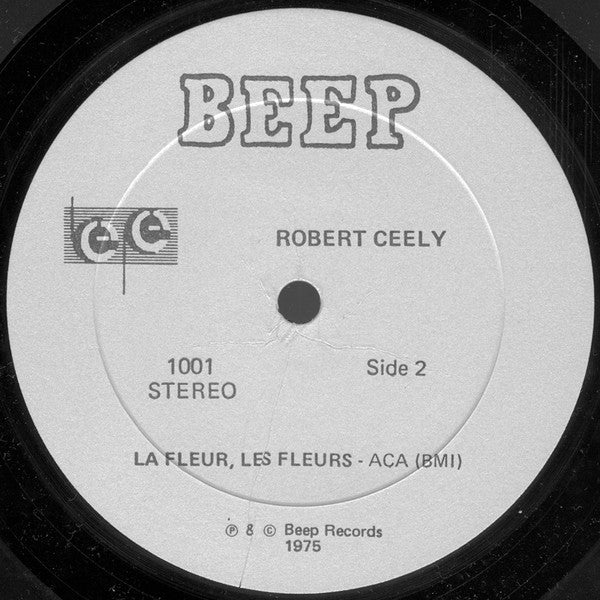 BEEP
ROBERT CEELY
1001 Side 2
STEREO
LA FLEUR, LES FLEURS - ACA (BMI)
℗ & © Beep Records
1975